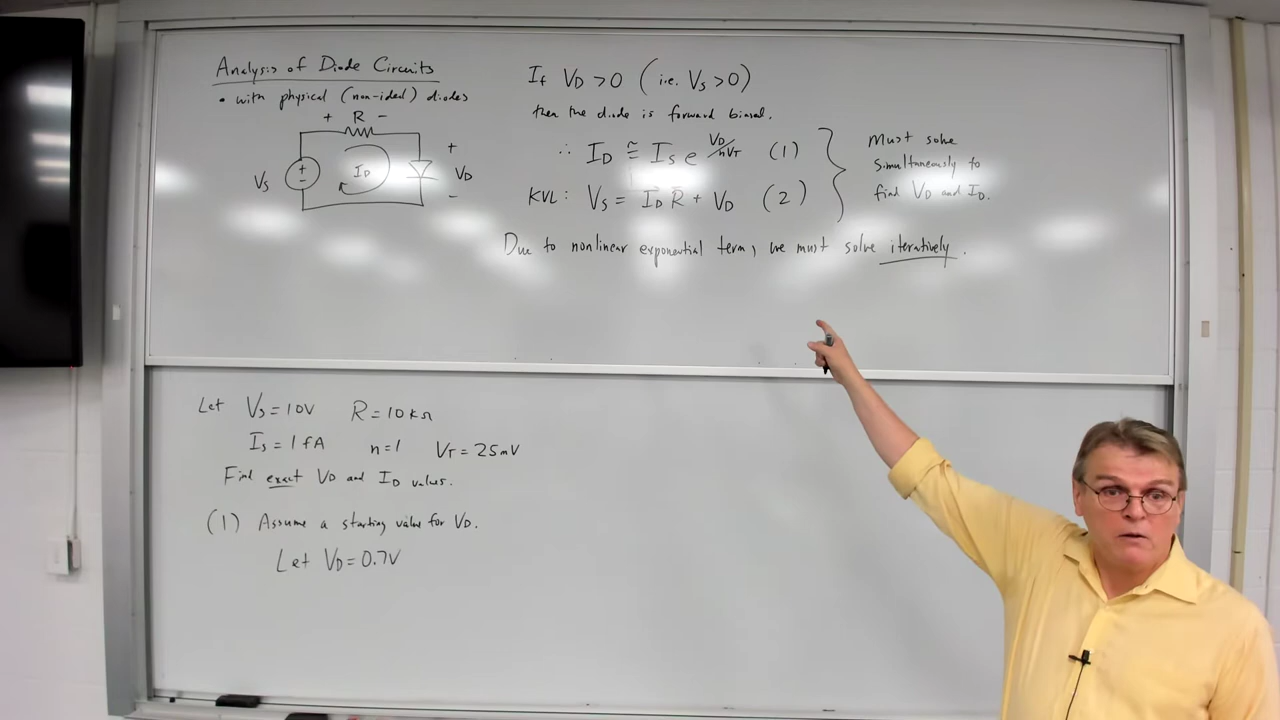 Analysis of Diode Circuits
• with physical (non-ideal) diodes
+ R -
Vs
+
-
ID
+
VD
-
If VD > 0 (i.e. Vs > 0)
then the diode is forward biased.
∴ ID ≅ Is e^VD/nVT (1)
KVL: Vs = ID R + VD (2)
Must solve
simultaneously to
find VD and ID.
Due to nonlinear exponential term, we must solve iteratively.
Let Vs = 10V R = 10kΩ
Is = 1fA n=1 VT = 25mV
Find exact VD and ID values.
(1) Assume a starting value for VD.
Let VD = 0.7V